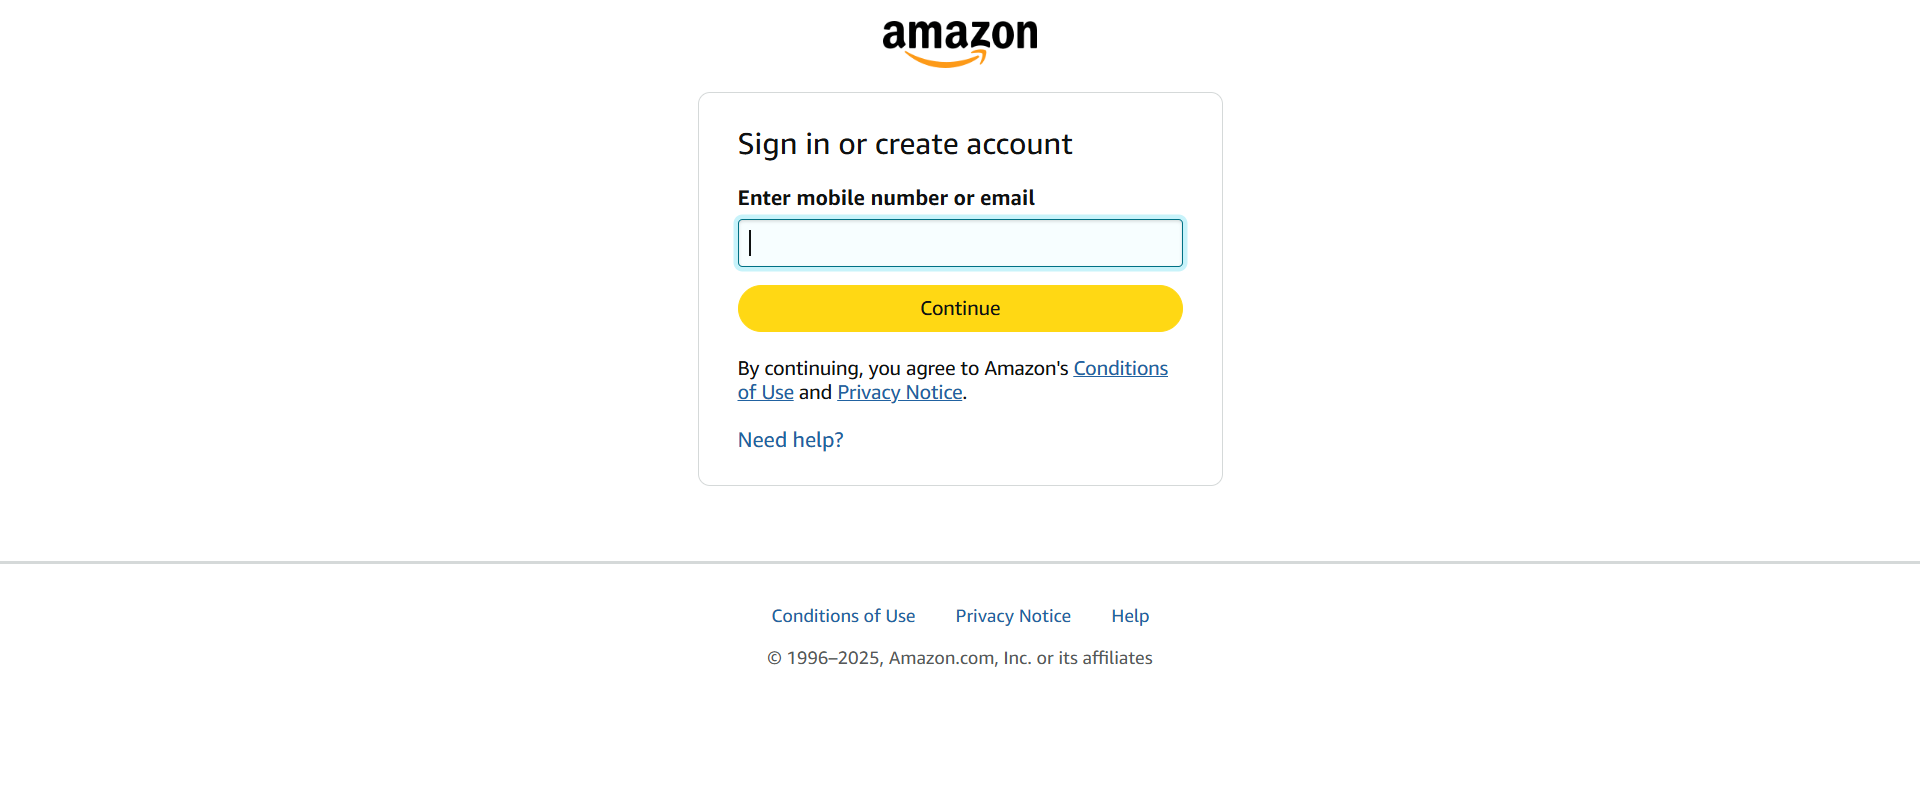 amazon
Sign in or create account
Enter mobile number or email
Continue
By continuing, you agree to Amazon's Conditions
of Use and Privacy Notice.
Need help?
Conditions of Use Privacy Notice Help
© 1996–2025, Amazon.com, Inc. or its affiliates